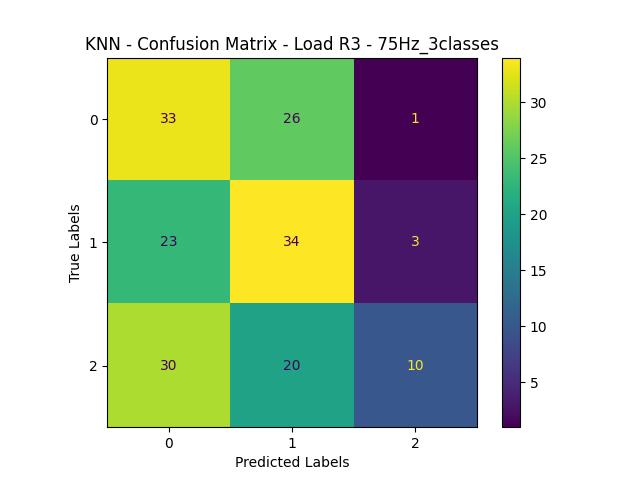 KNN - Confusion Matrix - Load R3 - 75Hz_3classes
33 26 1
23 34 3
30 20 10
0
1
2
True Labels
0 1 2
Predicted Labels
30
25
20
15
10
5